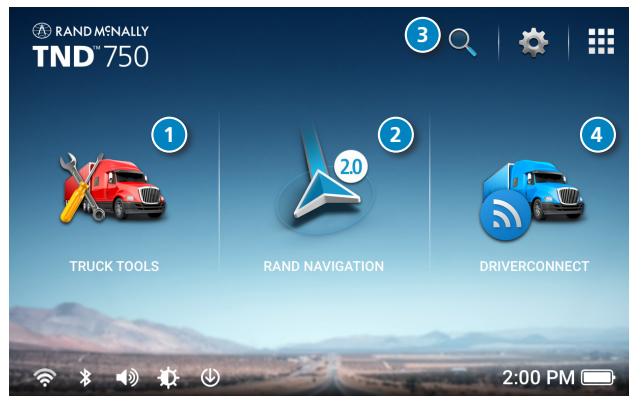 RAND MCNALLY
TND™ 750
3
1
2
4
2.0
TRUCK TOOLS
RAND NAVIGATION
DRIVERCONNECT
2:00 PM